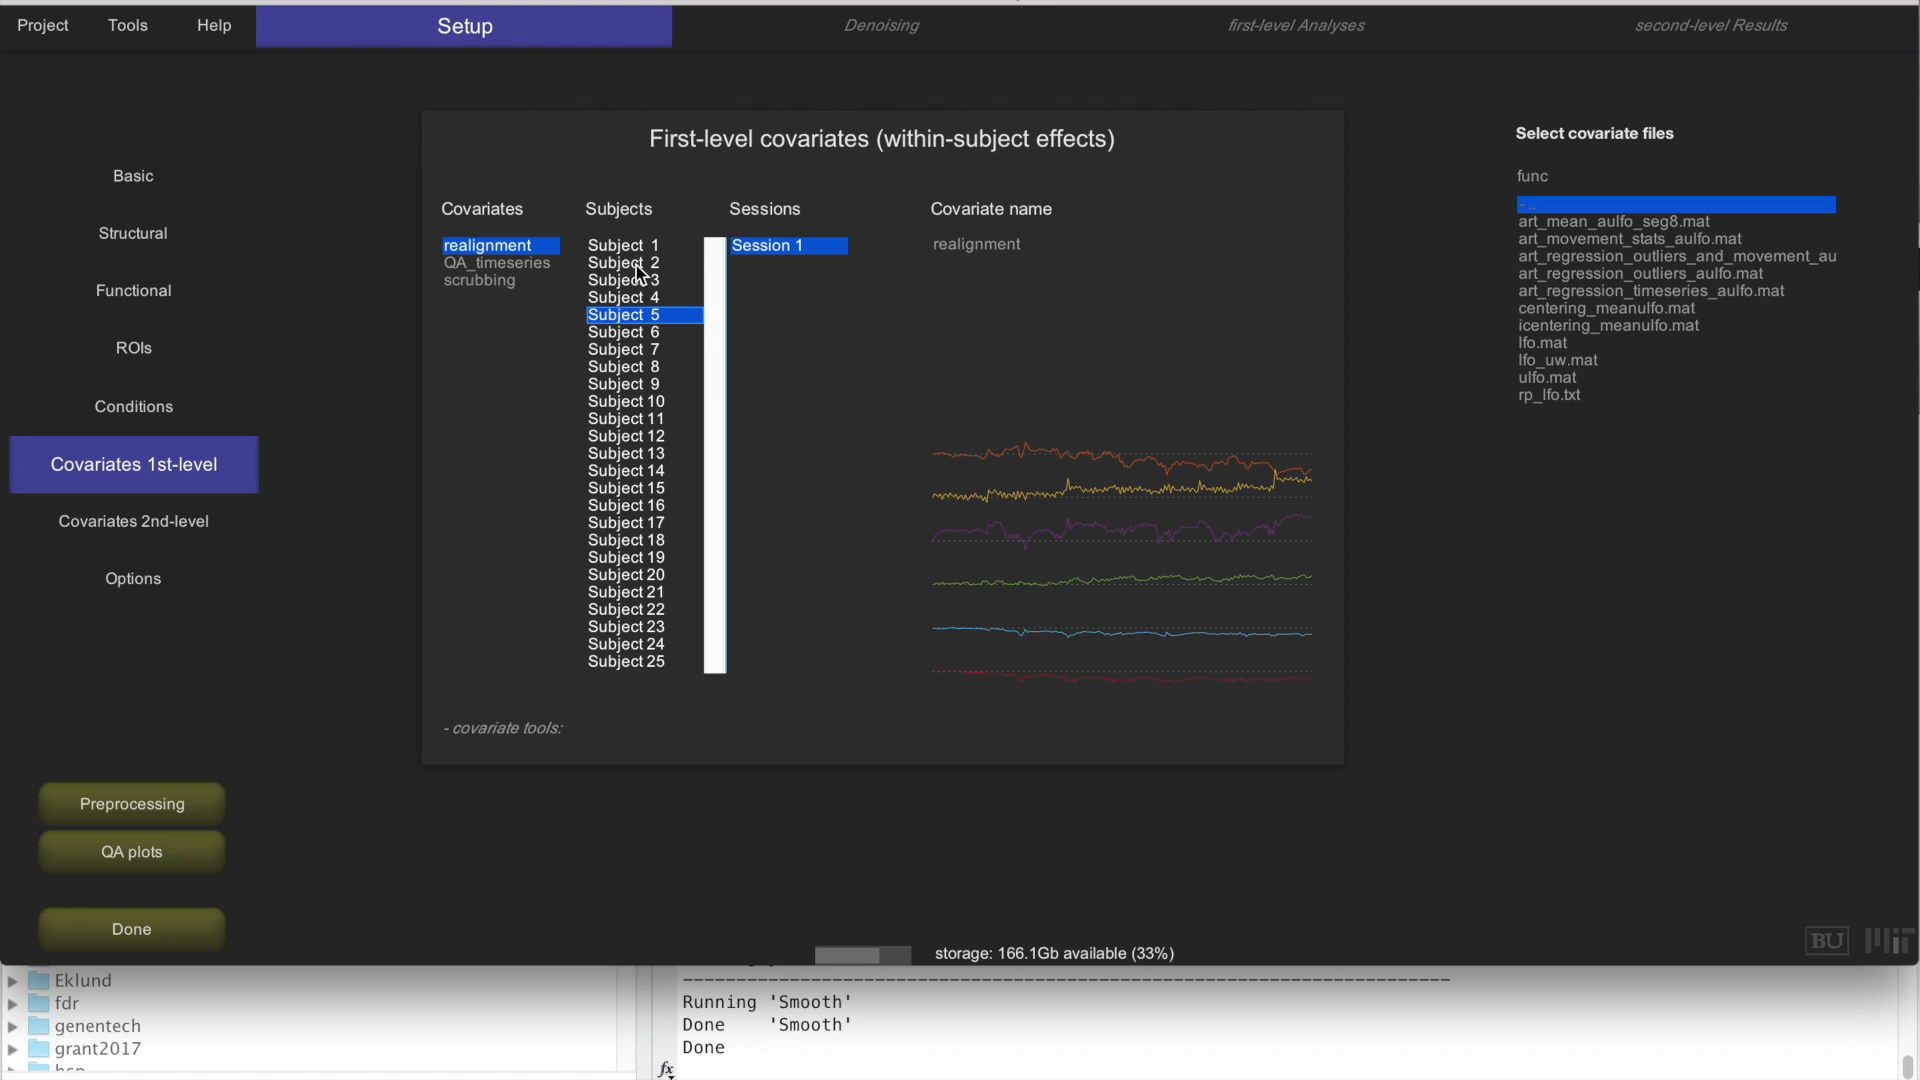 Project Tools Help Setup Denoising first-level Analyses second-level Results
Basic
Structural
Functional
ROIs
Conditions
Covariates 1st-level
Covariates 2nd-level
Options
Preprocessing
QA plots
Done
First-level covariates (within-subject effects)
Covariates
realignment
QA_timeseries
scrubbing
Subjects
Subject 1
Subject 2
Subject 3
Subject 4
Subject 5
Subject 6
Subject 7
Subject 8
Subject 9
Subject 10
Subject 11
Subject 12
Subject 13
Subject 14
Subject 15
Subject 16
Subject 17
Subject 18
Subject 19
Subject 20
Subject 21
Subject 22
Subject 23
Subject 24
Subject 25
Sessions
Session 1
Covariate name
realignment
- covariate tools:
Select covariate files
func
- ..
art_mean_aulfo_seg8.mat
art_movement_stats_aulfo.mat
art_regression_outliers_and_movement_au
art_regression_outliers_aulfo.mat
art_regression_timeseries_aulfo.mat
centering_meanulfo.mat
icentering_meanulfo.mat
lfo.mat
lfo_uw.mat
ulfo.mat
rp_lfo.txt
storage: 166.1Gb available (33%)
BU MIT
Eklund
fdr
genentech
grant2017
Running 'Smooth'
Done 'Smooth'
Done
fx